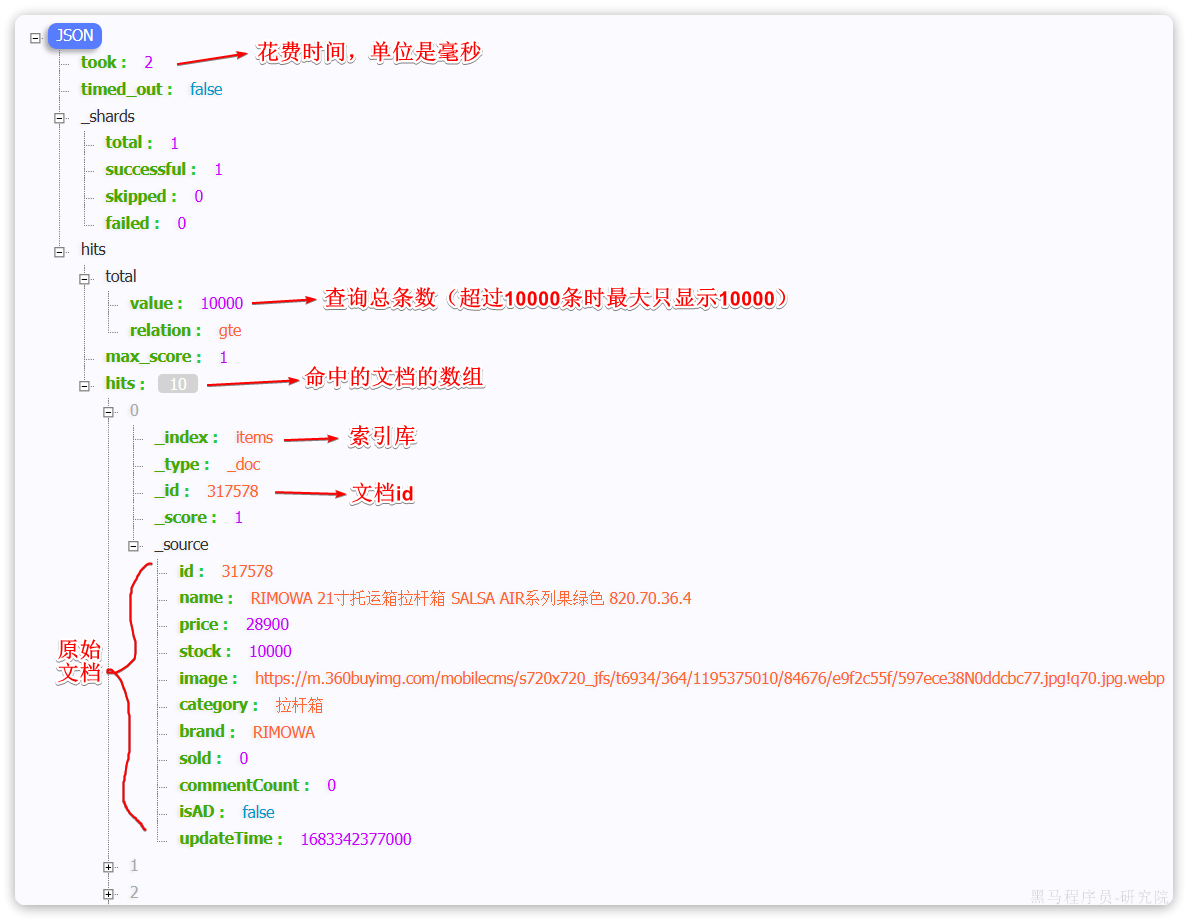 JSON
took : 2 花费时间，单位是毫秒
timed_out : false
_shards
total : 1
successful : 1
skipped : 0
failed : 0
hits
total
value : 10000 查询总条数（超过10000条时最大只显示10000）
relation : gte
max_score : 1
hits : 10 命中的文档的数组
0
_index : items 索引库
_type : _doc
_id : 317578 文档id
_score : 1
_source
id : 317578
name : RIMOWA 21寸托运箱拉杆箱 SALSA AIR系列果绿色 820.70.36.4
price : 28900
stock : 10000
原始
文档
image : https://m.360buyimg.com/mobilecms/s720x720_jfs/t6934/364/1195375010/84676/e9f2c55f/597ece38N0ddcbc77.jpg!q70.jpg.webp
category : 拉杆箱
brand : RIMOWA
sold : 0
commentCount : 0
isAD : false
updateTime : 1683342377000
1
2
黑马程序员-研究院